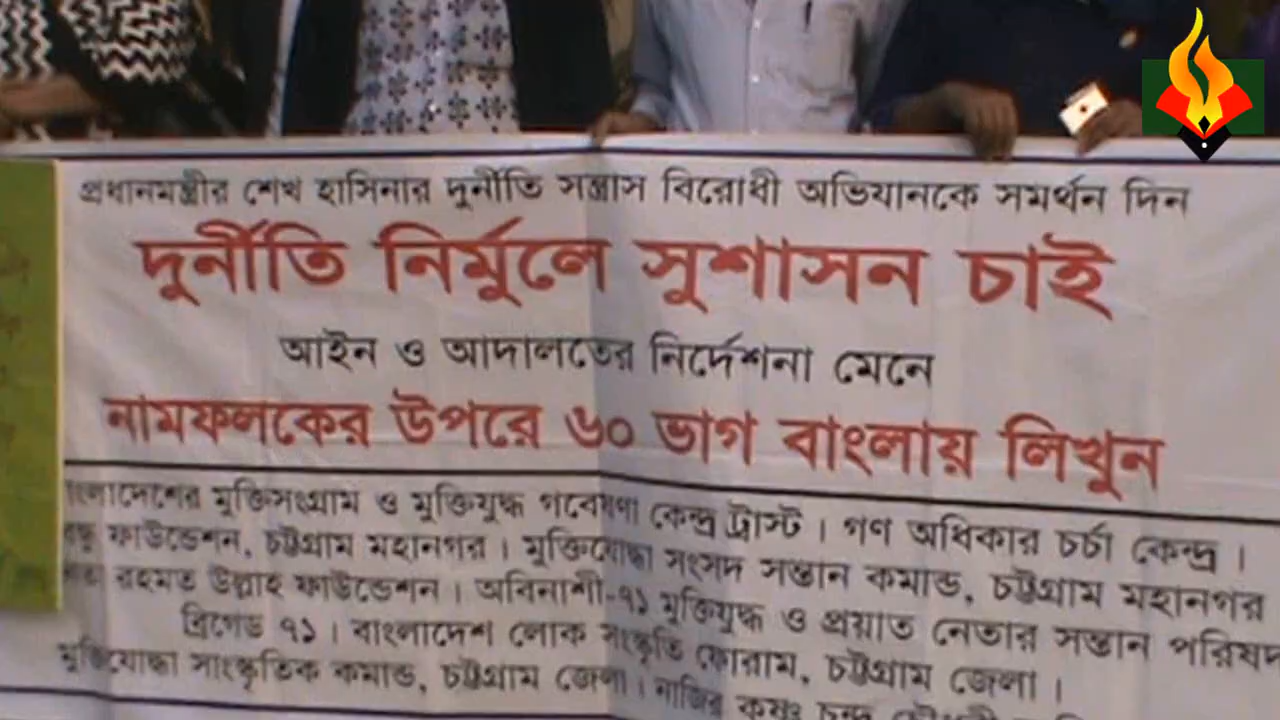 প্রধানমন্ত্রীর শেখ হাসিনার দুর্নীতি সন্ত্রাস বিরোধী অভিযানকে সমর্থন দিন
দুর্নীতি নির্মুলে সুশাসন চাই
আইন ও আদালতের নির্দেশনা মেনে
নামফলকের উপরে ৬০ ভাগ বাংলায় লিখুন
মুক্তিসংগ্রাম ও মুক্তিযুদ্ধ গবেষণা কেন্দ্র ট্রাস্ট। গণ অধিকার চর্চা কেন্দ্র।
ফাউন্ডেশন, চট্টগ্রাম মহানগর। মুক্তিযোদ্ধা সংসদ সন্তান কমান্ড, চট্টগ্রাম মহানগর
রহমত উল্লাহ ফাউন্ডেশন। অবিনাশী-৭১ মুক্তিযুদ্ধ ও প্রয়াত নেতার সন্তান পরিষদ
ব্রিগেড ৭১। বাংলাদেশ লোক সংস্কৃতি ফোরাম, চট্টগ্রাম জেলা।
মুক্তিযোদ্ধা সাংস্কৃতিক কমান্ড, চট্টগ্রাম জেলা। নাজির কৃষ্ণ চন্দ্র চৌধুরী